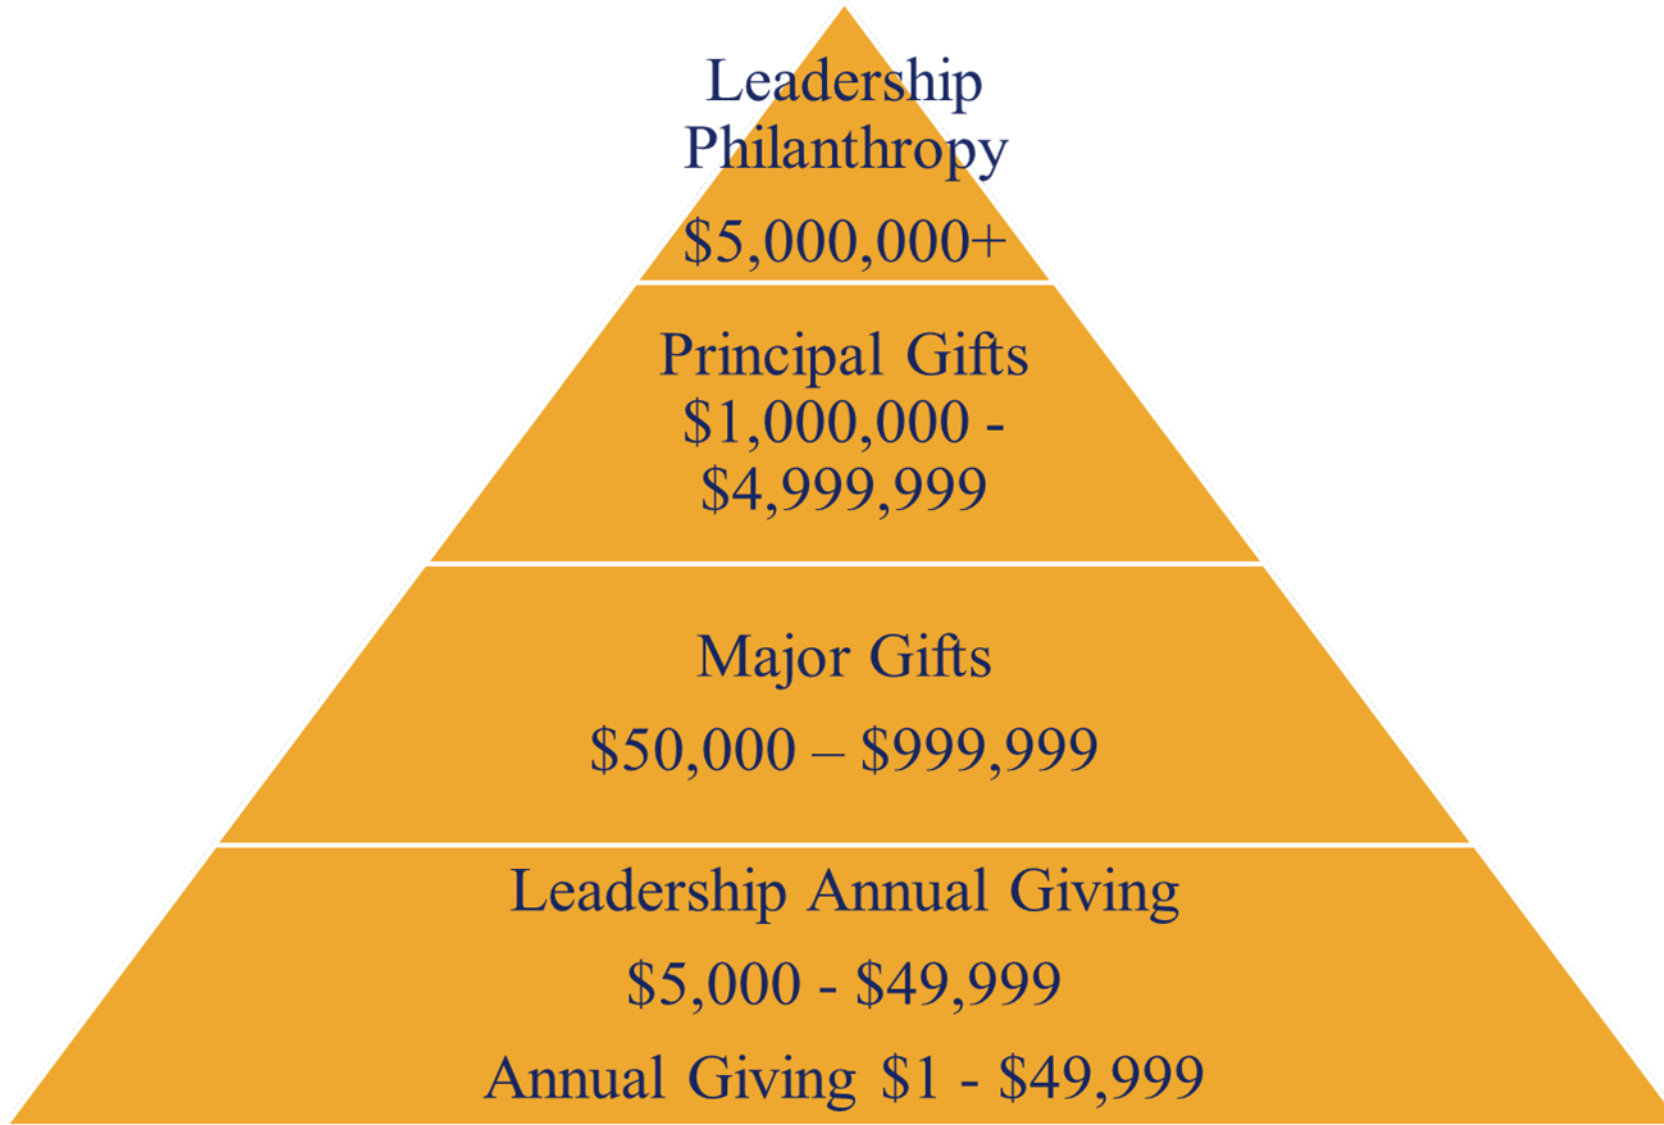 Leadership
Philanthropy
$5,000,000+
Principal Gifts
$1,000,000 -
$4,999,999
Major Gifts
$50,000 – $999,999
Leadership Annual Giving
$5,000 - $49,999
Annual Giving $1 - $49,999